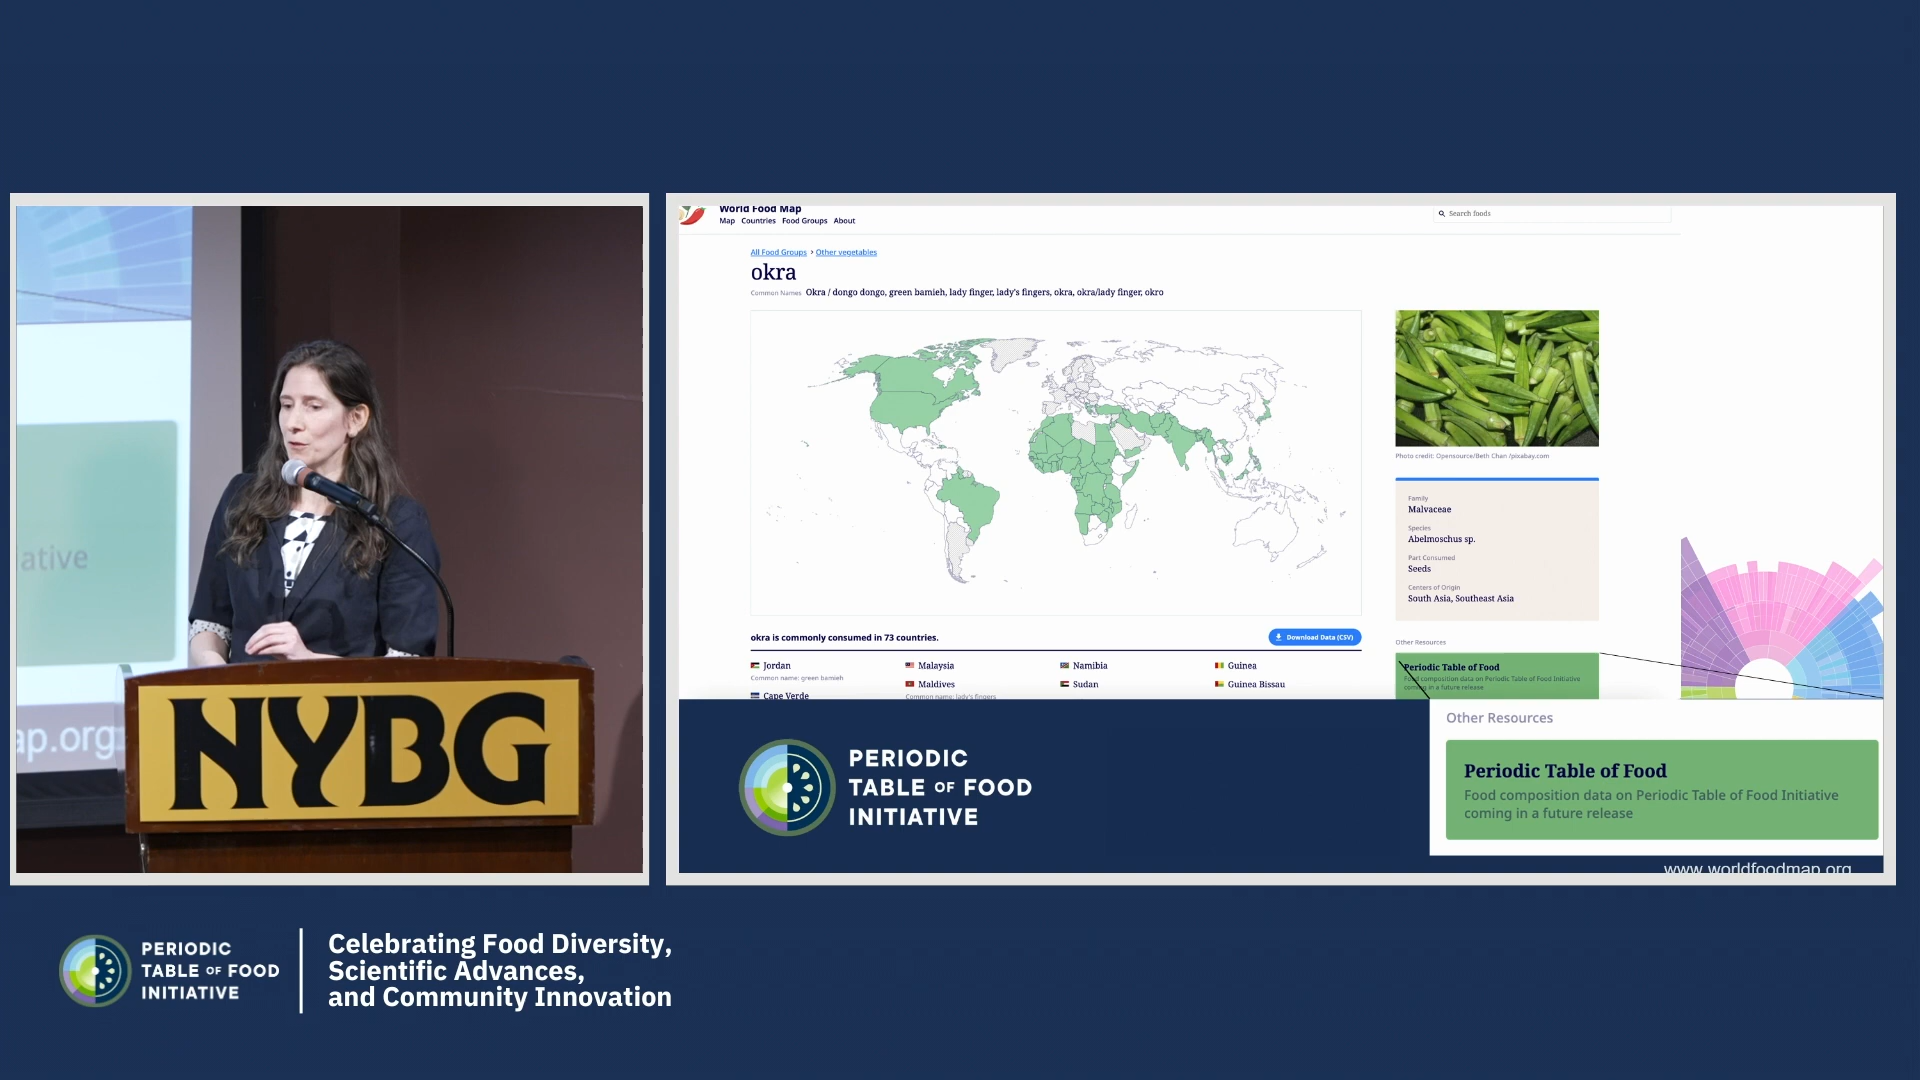 iative
ap.org
NYBG
World Food Map
Map Countries Food Groups About
Search foods
All Food Groups > Other vegetables
okra
Common Names Okra / dongo dongo, green bamieh, lady finger, lady's fingers, okra, okra/lady finger, okro
Photo credit: Opensource/Beth Chan /pixabay.com
Family
Malvaceae
Species
Abelmoschus sp.
Part Consumed
Seeds
Centers of Origin
South Asia, Southeast Asia
okra is commonly consumed in 73 countries.
Download Data (CSV)
Jordan
Common name: green bamieh
Cape Verde
Malaysia
Maldives
Common name: lady's fingers
Namibia
Sudan
Guinea
Guinea Bissau
Other Resources
Periodic Table of Food
Food composition data on Periodic Table of Food Initiative
coming in a future release
Other Resources
Periodic Table of Food
Food composition data on Periodic Table of Food Initiative
coming in a future release
PERIODIC
TABLE OF FOOD
INITIATIVE
www.worldfoodmap.org
PERIODIC
TABLE OF FOOD
INITIATIVE
Celebrating Food Diversity,
Scientific Advances,
and Community Innovation